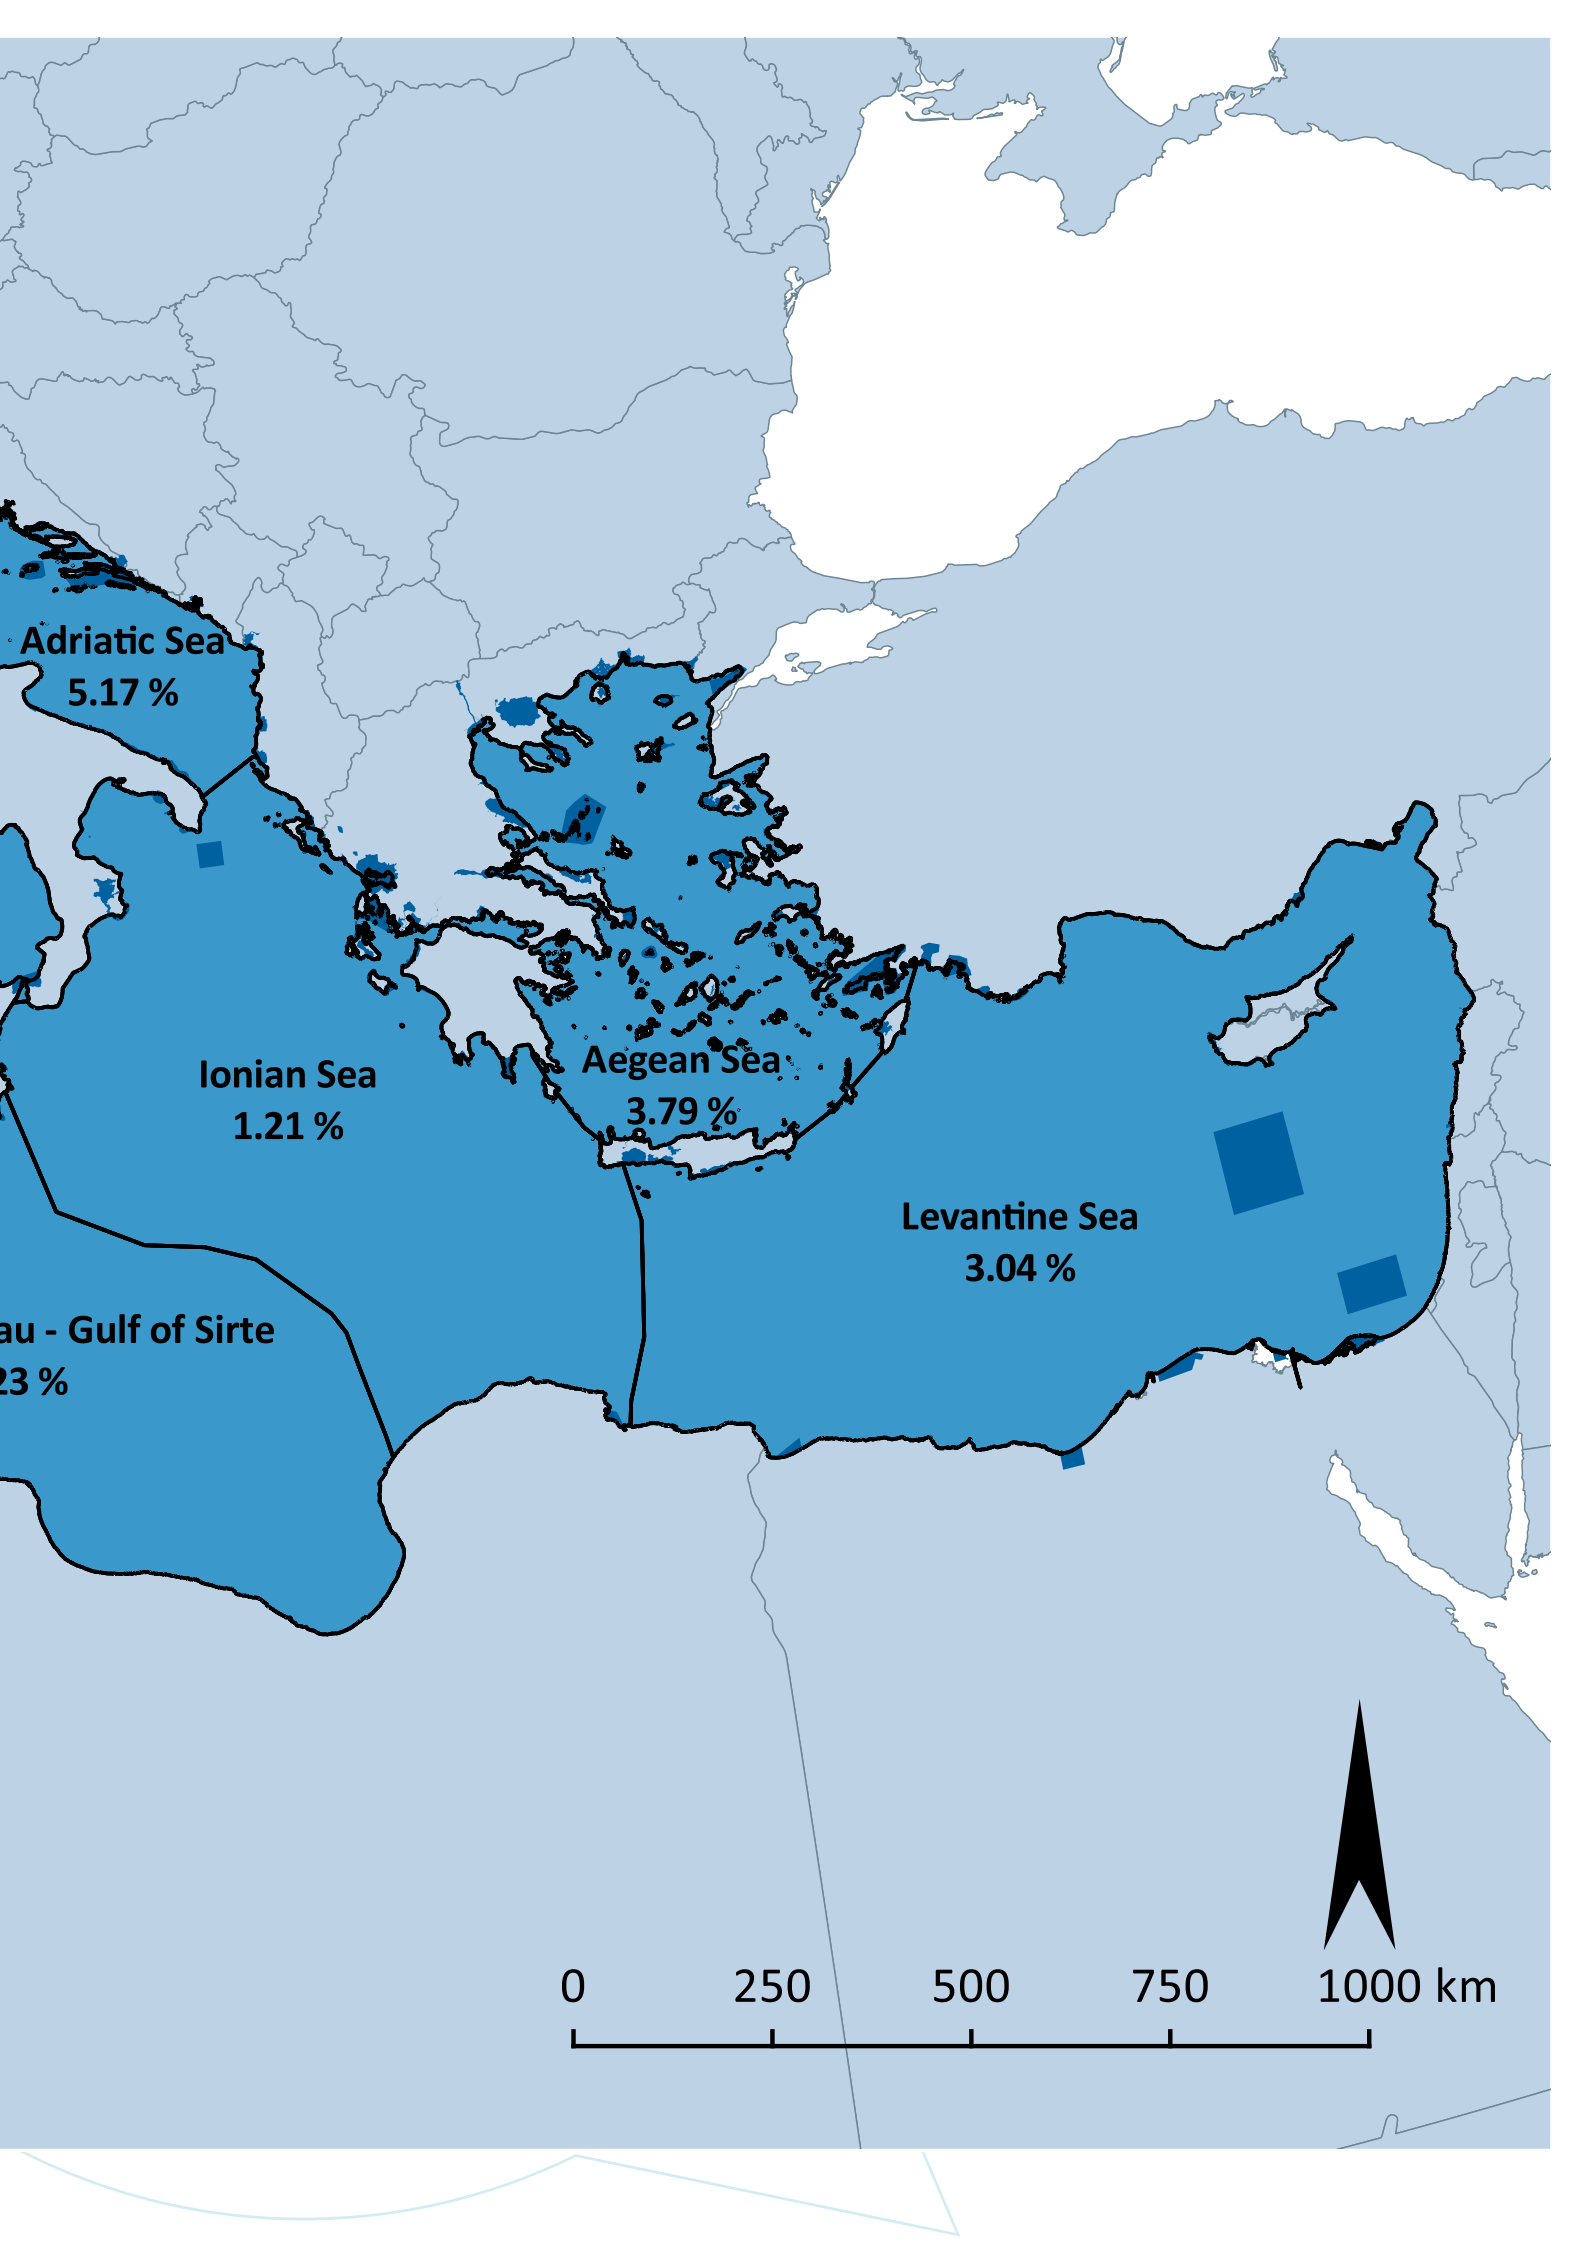 Adriatic Sea
5.17 %
Ionian Sea
1.21 %
Aegean Sea
3.79 %
Levantine Sea
3.04 %
au - Gulf of Sirte
23 %
0 250 500 750 1000 km